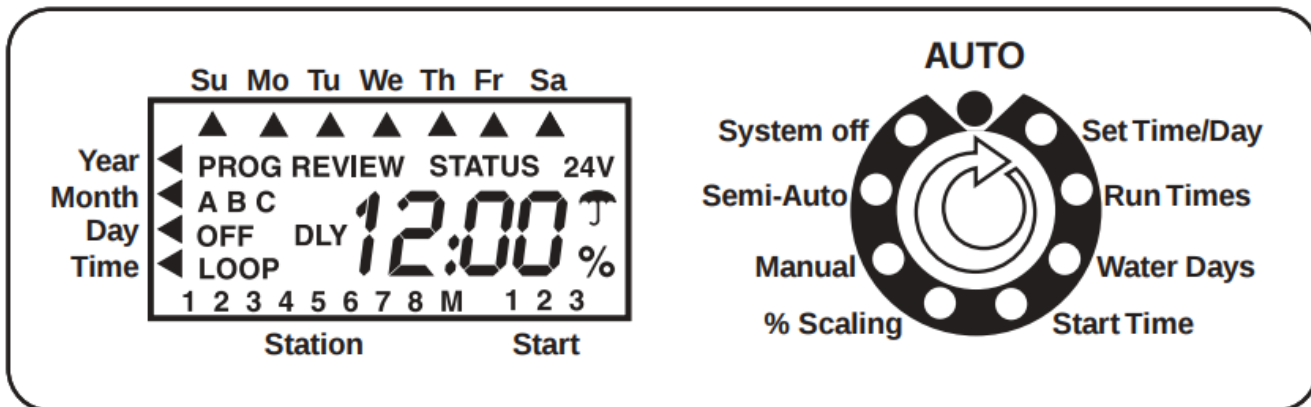 AUTO
Su Mo Tu We Th Fr Sa
System off
Set Time/Day
Year
PROG REVIEW STATUS 24V
Month
A B C
12:00
Semi-Auto
Run Times
Day
OFF DLY
Time
LOOP
%
Manual
Water Days
1 2 3 4 5 6 7 8 M 1 2 3
% Scaling
Start Time
Station
Start